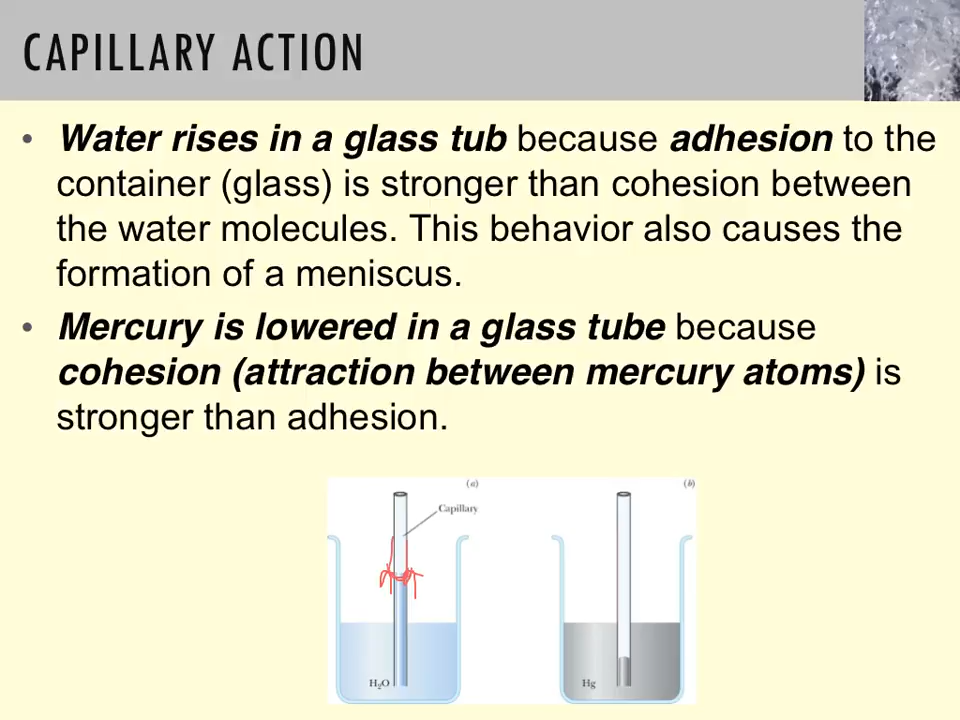 CAPILLARY ACTION
• Water rises in a glass tub because adhesion to the
container (glass) is stronger than cohesion between
the water molecules. This behavior also causes the
formation of a meniscus.
• Mercury is lowered in a glass tube because
cohesion (attraction between mercury atoms) is
stronger than adhesion.
(a) (b)
Capillary
H₂O Hg